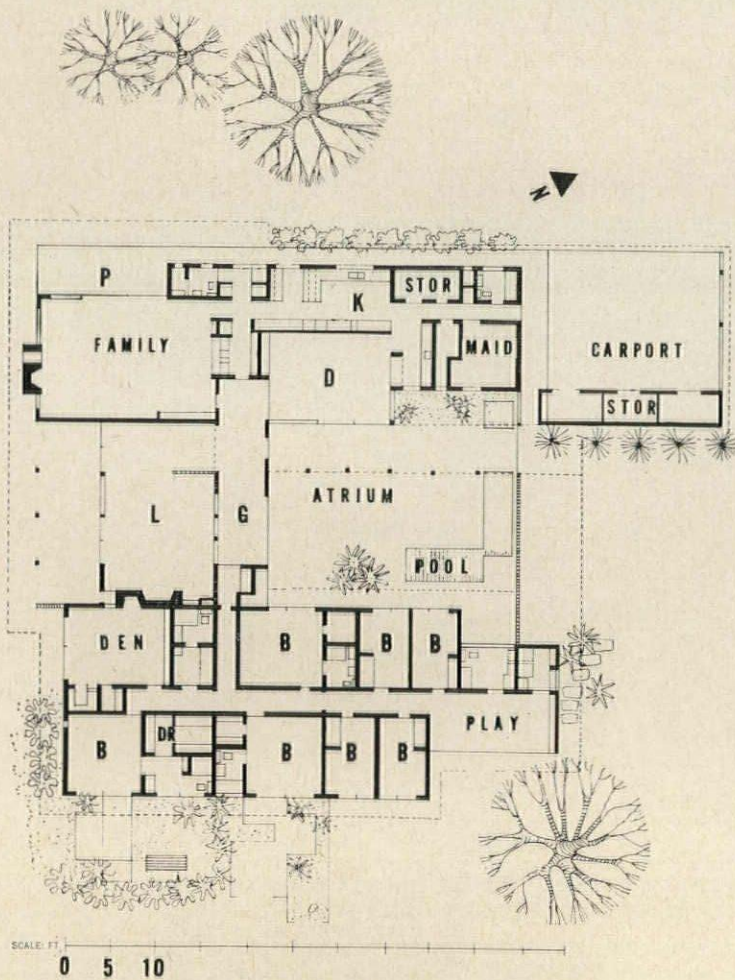 N
P
STOR
K
FAMILY
MAID
CARPORT
D
STOR
ATRIUM
L
G
POOL
DEN
B
B
B
PLAY
DR
B
B
B
B
SCALE: FT.
0 5 10